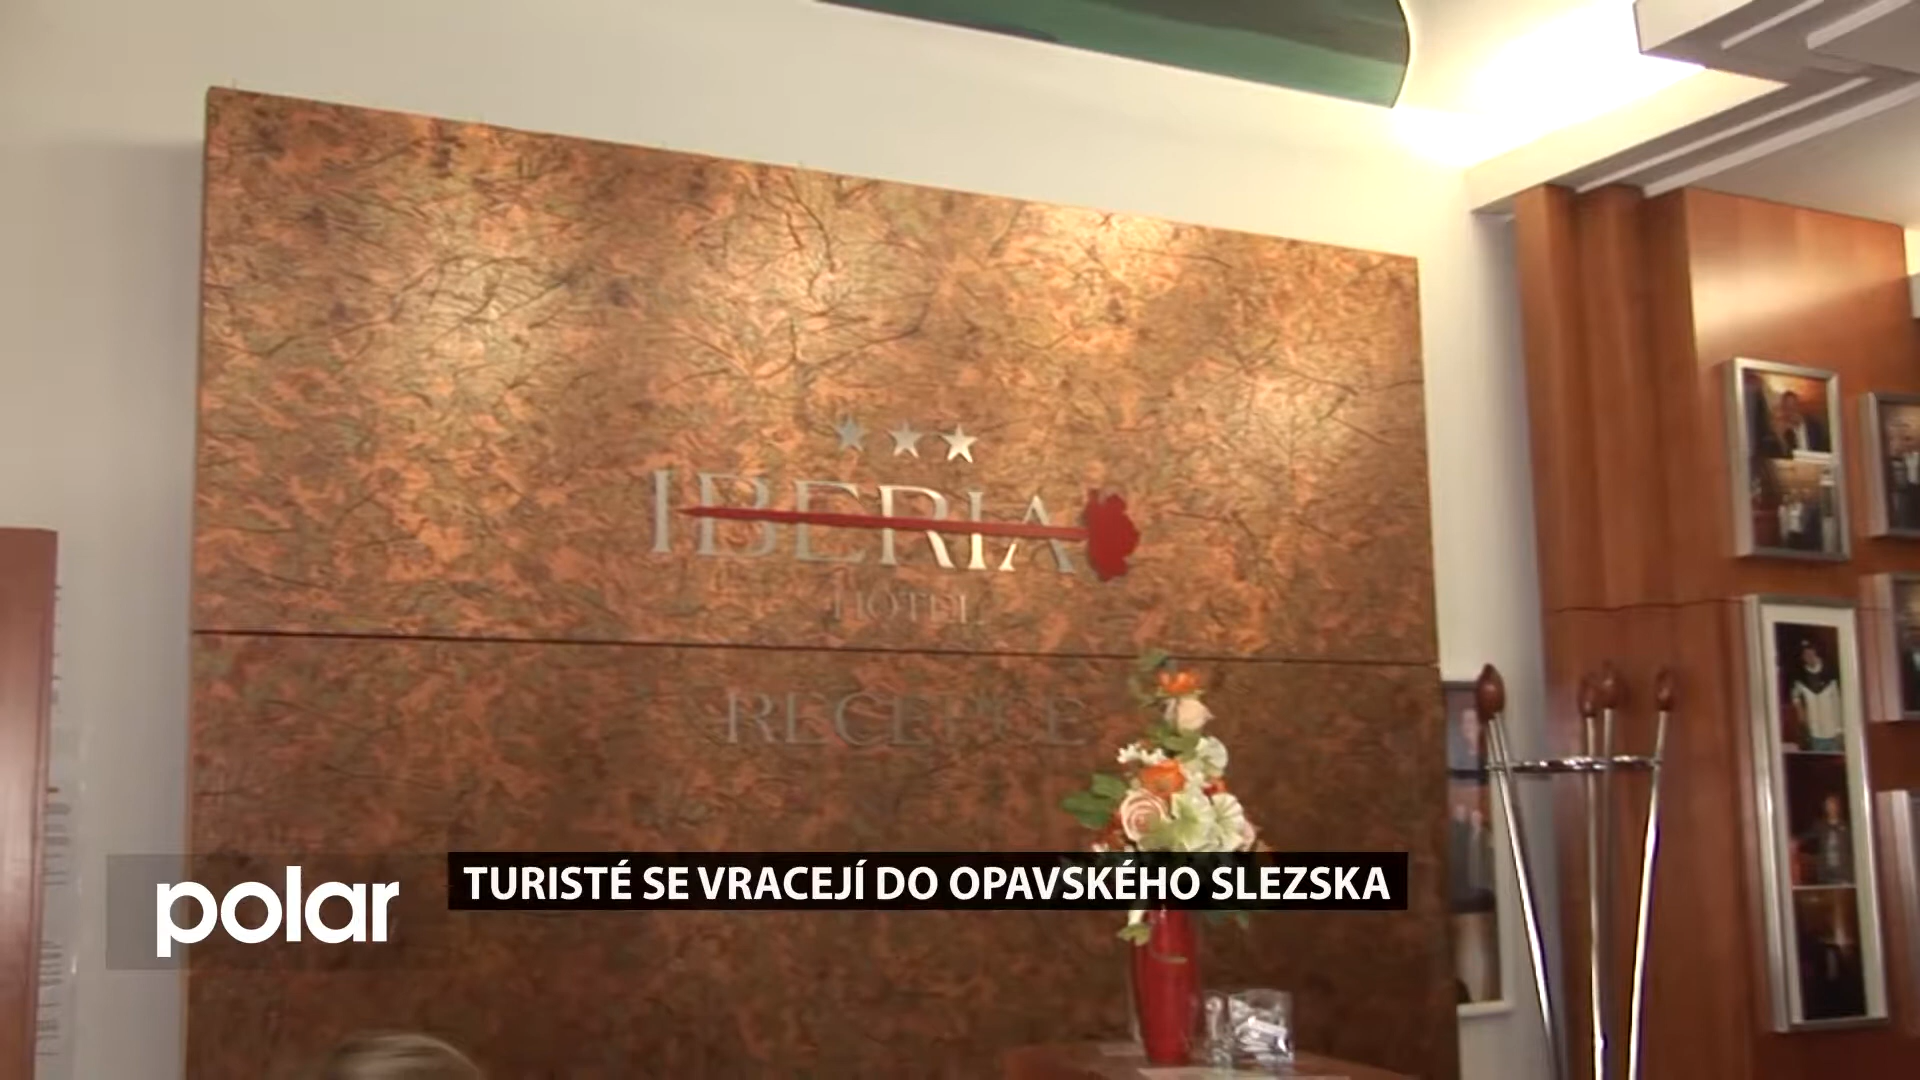 IBERIA
HOTEL
RECEPCE
polar
TURISTÉ SE VRACEJÍ DO OPAVSKÉHO SLEZSKA